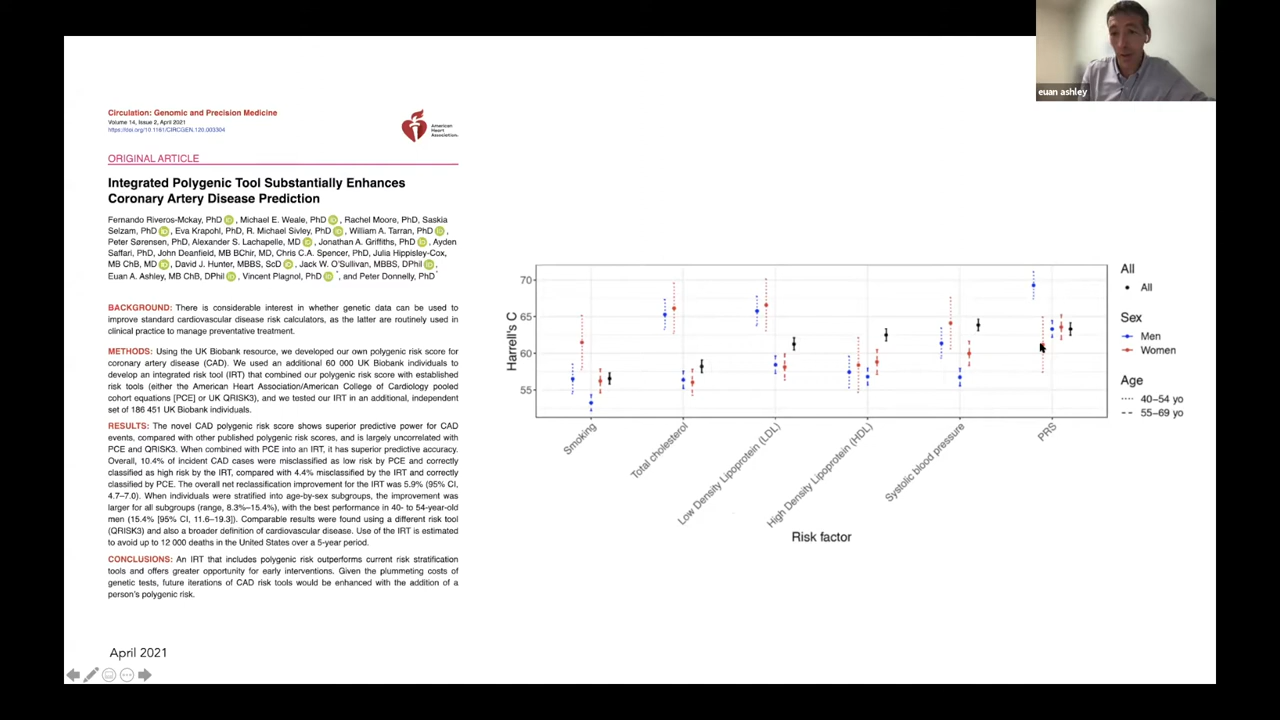 euan ashley
Circulation: Genomic and Precision Medicine
Volume 14, Issue 2, April 2021
https://doi.org/10.1161/CIRCGEN.120.003304
American
Heart
Association.
ORIGINAL ARTICLE
Integrated Polygenic Tool Substantially Enhances
Coronary Artery Disease Prediction
Fernando Riveros-Mckay, PhD iD, Michael E. Weale, PhD iD, Rachel Moore, PhD, Saskia
Selzam, PhD iD, Eva Krapohl, PhD, R. Michael Sivley, PhD iD, William A. Tarran, PhD iD,
Peter Sørensen, PhD, Alexander S. Lachapelle, MD iD, Jonathan A. Griffiths, PhD iD, Ayden
Saffari, PhD, John Deanfield, MB BChir, MD, Chris C.A. Spencer, PhD, Julia Hippisley-Cox,
MB ChB, MD iD, David J. Hunter, MBBS, ScD iD, Jack W. O'Sullivan, MBBS, DPhil iD,
Euan A. Ashley, MB ChB, DPhil iD, Vincent Plagnol, PhD iD*, and Peter Donnelly, PhD*
BACKGROUND: There is considerable interest in whether genetic data can be used to
improve standard cardiovascular disease risk calculators, as the latter are routinely used in
clinical practice to manage preventative treatment.
METHODS: Using the UK Biobank resource, we developed our own polygenic risk score for
coronary artery disease (CAD). We used an additional 60 000 UK Biobank individuals to
develop an integrated risk tool (IRT) that combined our polygenic risk score with established
risk tools (either the American Heart Association/American College of Cardiology pooled
cohort equations [PCE] or UK QRISK3), and we tested our IRT in an additional, independent
set of 186 451 UK Biobank individuals.
RESULTS: The novel CAD polygenic risk score shows superior predictive power for CAD
events, compared with other published polygenic risk scores, and is largely uncorrelated with
PCE and QRISK3. When combined with PCE into an IRT, it has superior predictive accuracy.
Overall, 10.4% of incident CAD cases were misclassified as low risk by PCE and correctly
classified as high risk by the IRT, compared with 4.4% misclassified by the IRT and correctly
classified by PCE. The overall net reclassification improvement for the IRT was 5.9% (95% CI,
4.7–7.0). When individuals were stratified into age-by-sex subgroups, the improvement was
larger for all subgroups (range, 8.3%–15.4%), with the best performance in 40- to 54-year-old
men (15.4% [95% CI, 11.6–19.3]). Comparable results were found using a different risk tool
(QRISK3) and also a broader definition of cardiovascular disease. Use of the IRT is estimated
to avoid up to 12 000 deaths in the United States over a 5-year period.
CONCLUSIONS: An IRT that includes polygenic risk outperforms current risk stratification
tools and offers greater opportunity for early interventions. Given the plummeting costs of
genetic tests, future iterations of CAD risk tools would be enhanced with the addition of a
person's polygenic risk.
April 2021
Harrell's C
70
65
60
55
Smoking
Total cholesterol
Low Density Lipoprotein (LDL)
High Density Lipoprotein (HDL)
Systolic blood pressure
PRS
Risk factor
All
All
Sex
Men
Women
Age
40–54 yo
55–69 yo